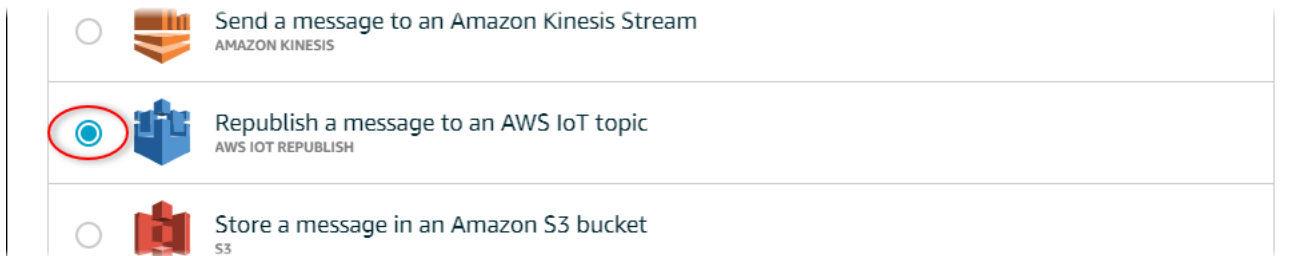 Send a message to an Amazon Kinesis Stream
AMAZON KINESIS
Republish a message to an AWS IoT topic
AWS IOT REPUBLISH
Store a message in an Amazon S3 bucket
S3